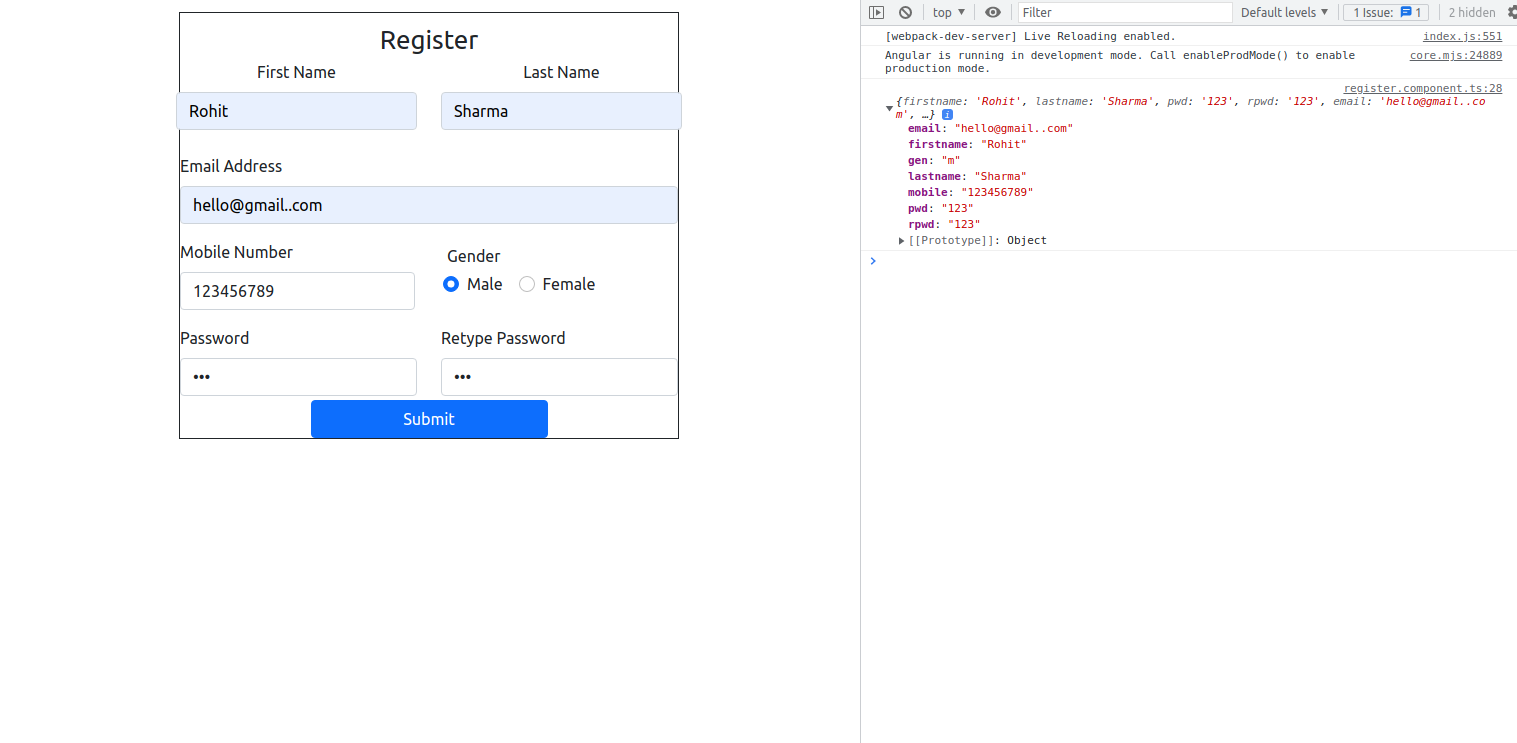 Register
First Name Last Name
Rohit Sharma
Email Address
hello@gmail..com
Mobile Number Gender
123456789 Male Female
Password Retype Password
••• •••
Submit
top ▼ Filter Default levels ▼ 1 Issue: 1 2 hidden
[webpack-dev-server] Live Reloading enabled. index.js:551
Angular is running in development mode. Call enableProdMode() to enable core.mjs:24889
production mode.
register.component.ts:28
{firstname: 'Rohit', lastname: 'Sharma', pwd: '123', rpwd: '123', email: 'hello@gmail..co
m', …} i
email: "hello@gmail..com"
firstname: "Rohit"
gen: "m"
lastname: "Sharma"
mobile: "123456789"
pwd: "123"
rpwd: "123"
[[Prototype]]: Object